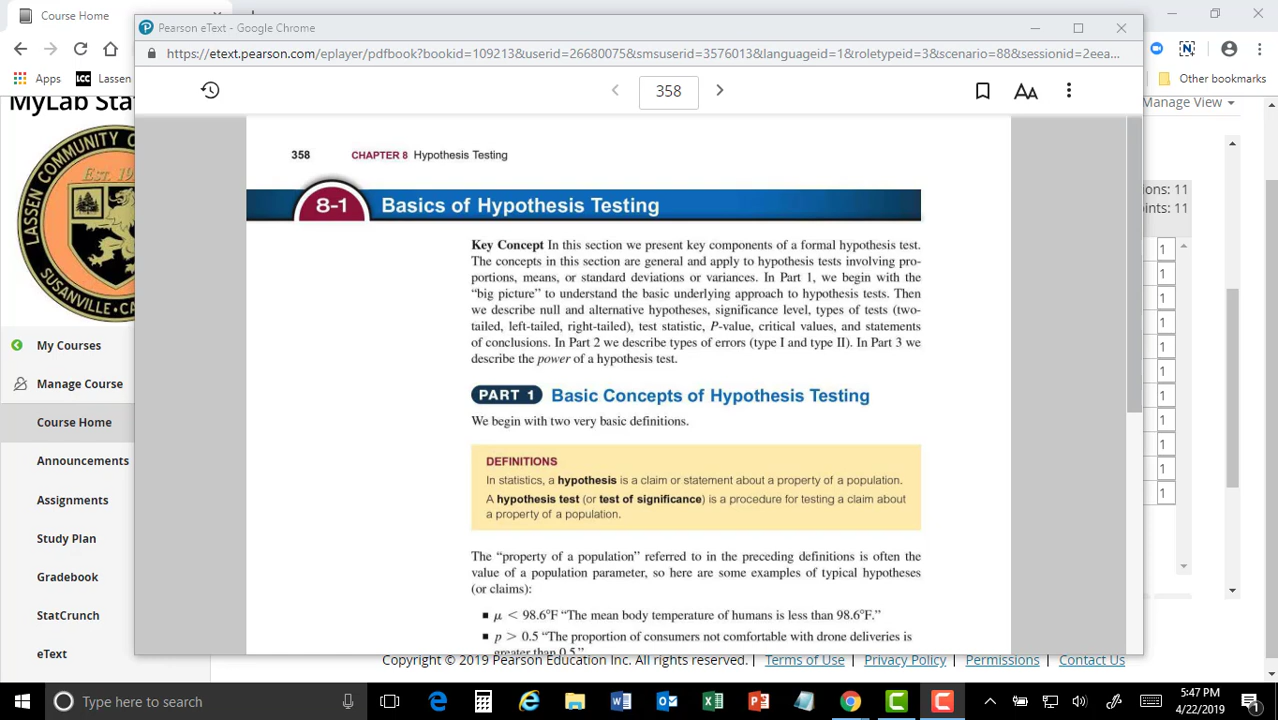 Course Home
Pearson eText - Google Chrome
https://etext.pearson.com/eplayer/pdfbook?bookid=109213&userid=26680075&smsuserid=3576013&languageid=1&roletypeid=3&scenario=88&sessionid=2eea...
Apps
LCC
Lassen
Other bookmarks
358
MyLab Sta
Manage View
LASSEN COMMUNITY C
EST. 19
SUSANVILLE
358 CHAPTER 8 Hypothesis Testing
8-1 Basics of Hypothesis Testing
Key Concept In this section we present key components of a formal hypothesis test.
The concepts in this section are general and apply to hypothesis tests involving pro-
portions, means, or standard deviations or variances. In Part 1, we begin with the
“big picture” to understand the basic underlying approach to hypothesis tests. Then
we describe null and alternative hypotheses, significance level, types of tests (two-
tailed, left-tailed, right-tailed), test statistic, P-value, critical values, and statements
of conclusions. In Part 2 we describe types of errors (type I and type II). In Part 3 we
describe the power of a hypothesis test.
PART 1 Basic Concepts of Hypothesis Testing
We begin with two very basic definitions.
DEFINITIONS
In statistics, a hypothesis is a claim or statement about a property of a population.
A hypothesis test (or test of significance) is a procedure for testing a claim about
a property of a population.
The “property of a population” referred to in the preceding definitions is often the
value of a population parameter, so here are some examples of typical hypotheses
(or claims):
■ μ < 98.6°F “The mean body temperature of humans is less than 98.6°F.”
■ p > 0.5 “The proportion of consumers not comfortable with drone deliveries is
greater than 0.5.”
My Courses
Manage Course
Course Home
Announcements
Assignments
Study Plan
Gradebook
StatCrunch
eText
ions: 11
ints: 11
1
1
1
1
1
1
1
1
1
1
1
Copyright © 2019 Pearson Education Inc. All rights reserved.
Terms of Use
Privacy Policy
Permissions
Contact Us
Type here to search
5:47 PM
4/22/2019
1